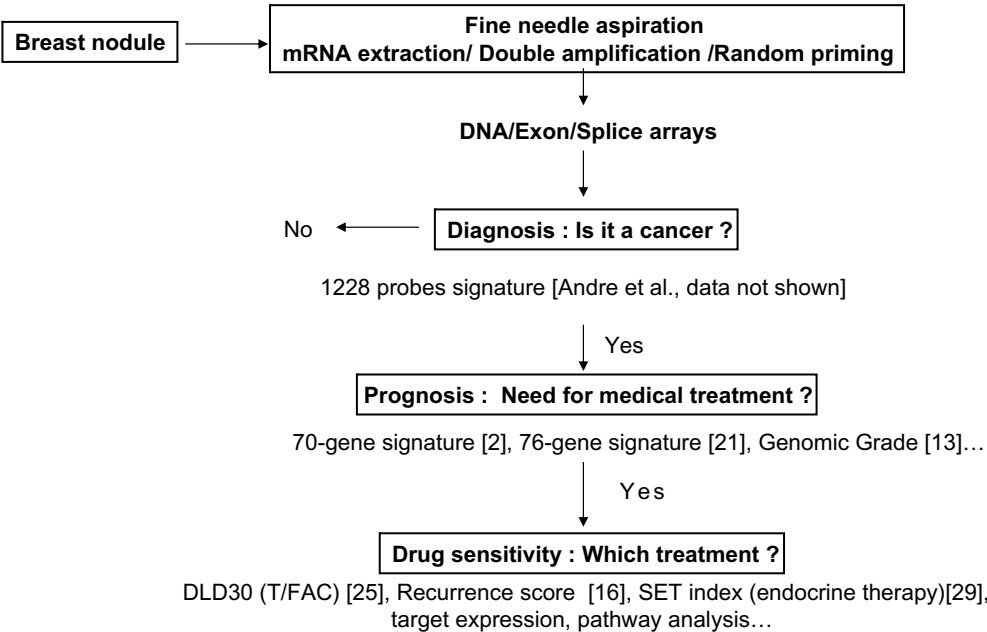 Breast nodule
Fine needle aspiration
mRNA extraction/ Double amplification /Random priming
DNA/Exon/Splice arrays
No
Diagnosis : Is it a cancer ?
1228 probes signature [Andre et al., data not shown]
Yes
Prognosis :  Need for medical treatment ?
70-gene signature [2], 76-gene signature [21], Genomic Grade [13]…
Yes
Drug sensitivity : Which treatment ?
DLD30 (T/FAC) [25], Recurrence score  [16], SET index (endocrine therapy)[29],
target expression, pathway analysis…